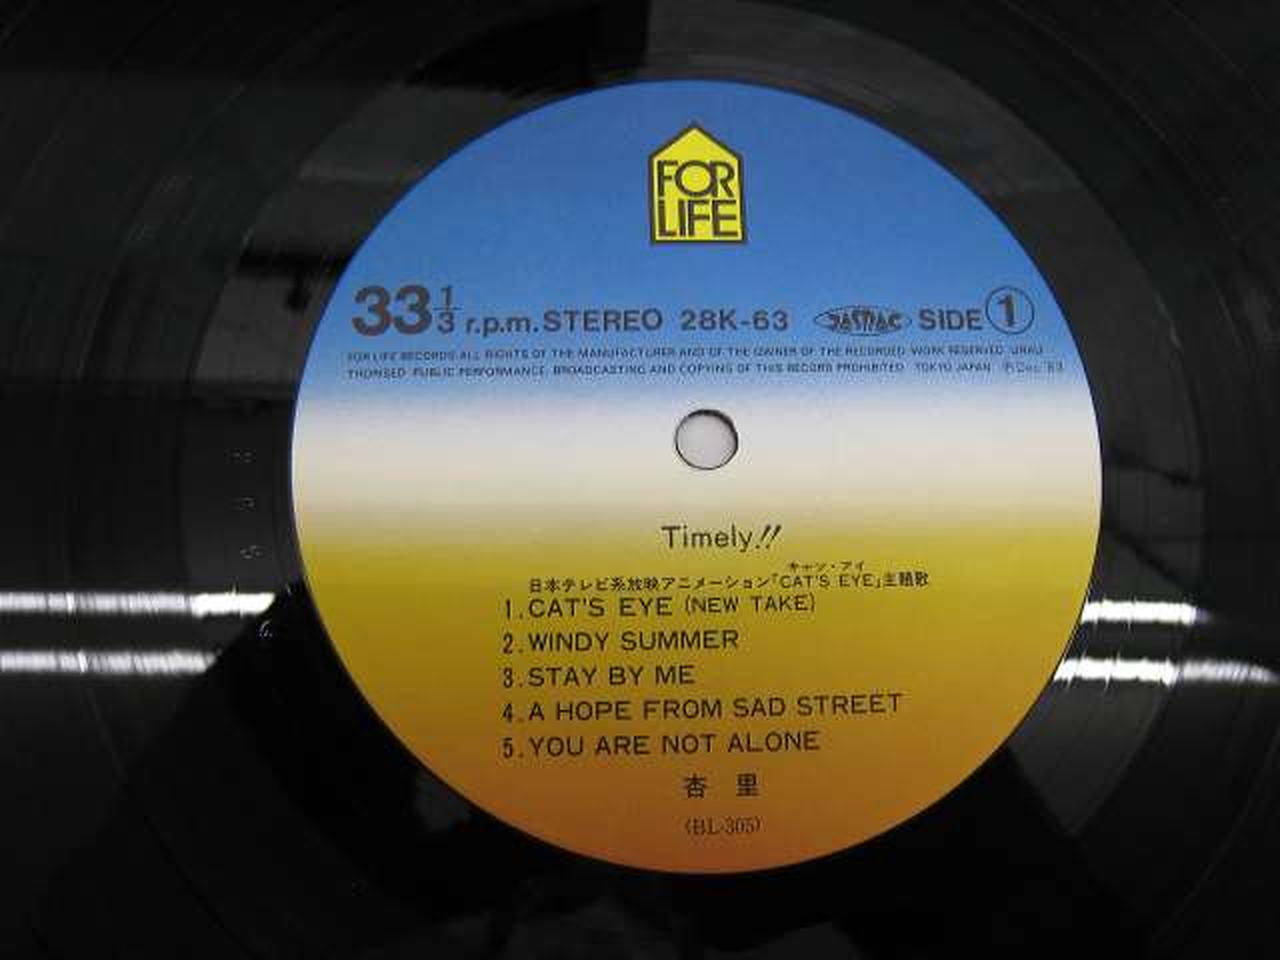 FOR
LIFE
33 1/3 r.p.m. STEREO 28K-63 JASRAC SIDE 1
FOR LIFE RECORDS·ALL RIGHTS OF THE MANUFACTURER AND OF THE OWNER OF THE RECORDED WORK RESERVED UNAU
THORISED PUBLIC PERFORMANCE BROADCASTING AND COPYING OF THIS RECORD PROHIBITED TOKYO JAPAN ℗Dec.'83
Timely!!
キャッツ・アイ
日本テレビ系放映アニメーション「CAT'S EYE」主題歌
1. CAT'S EYE (NEW TAKE)
2. WINDY SUMMER
3. STAY BY ME
4. A HOPE FROM SAD STREET
5. YOU ARE NOT ALONE
杏 里
(BL-305)